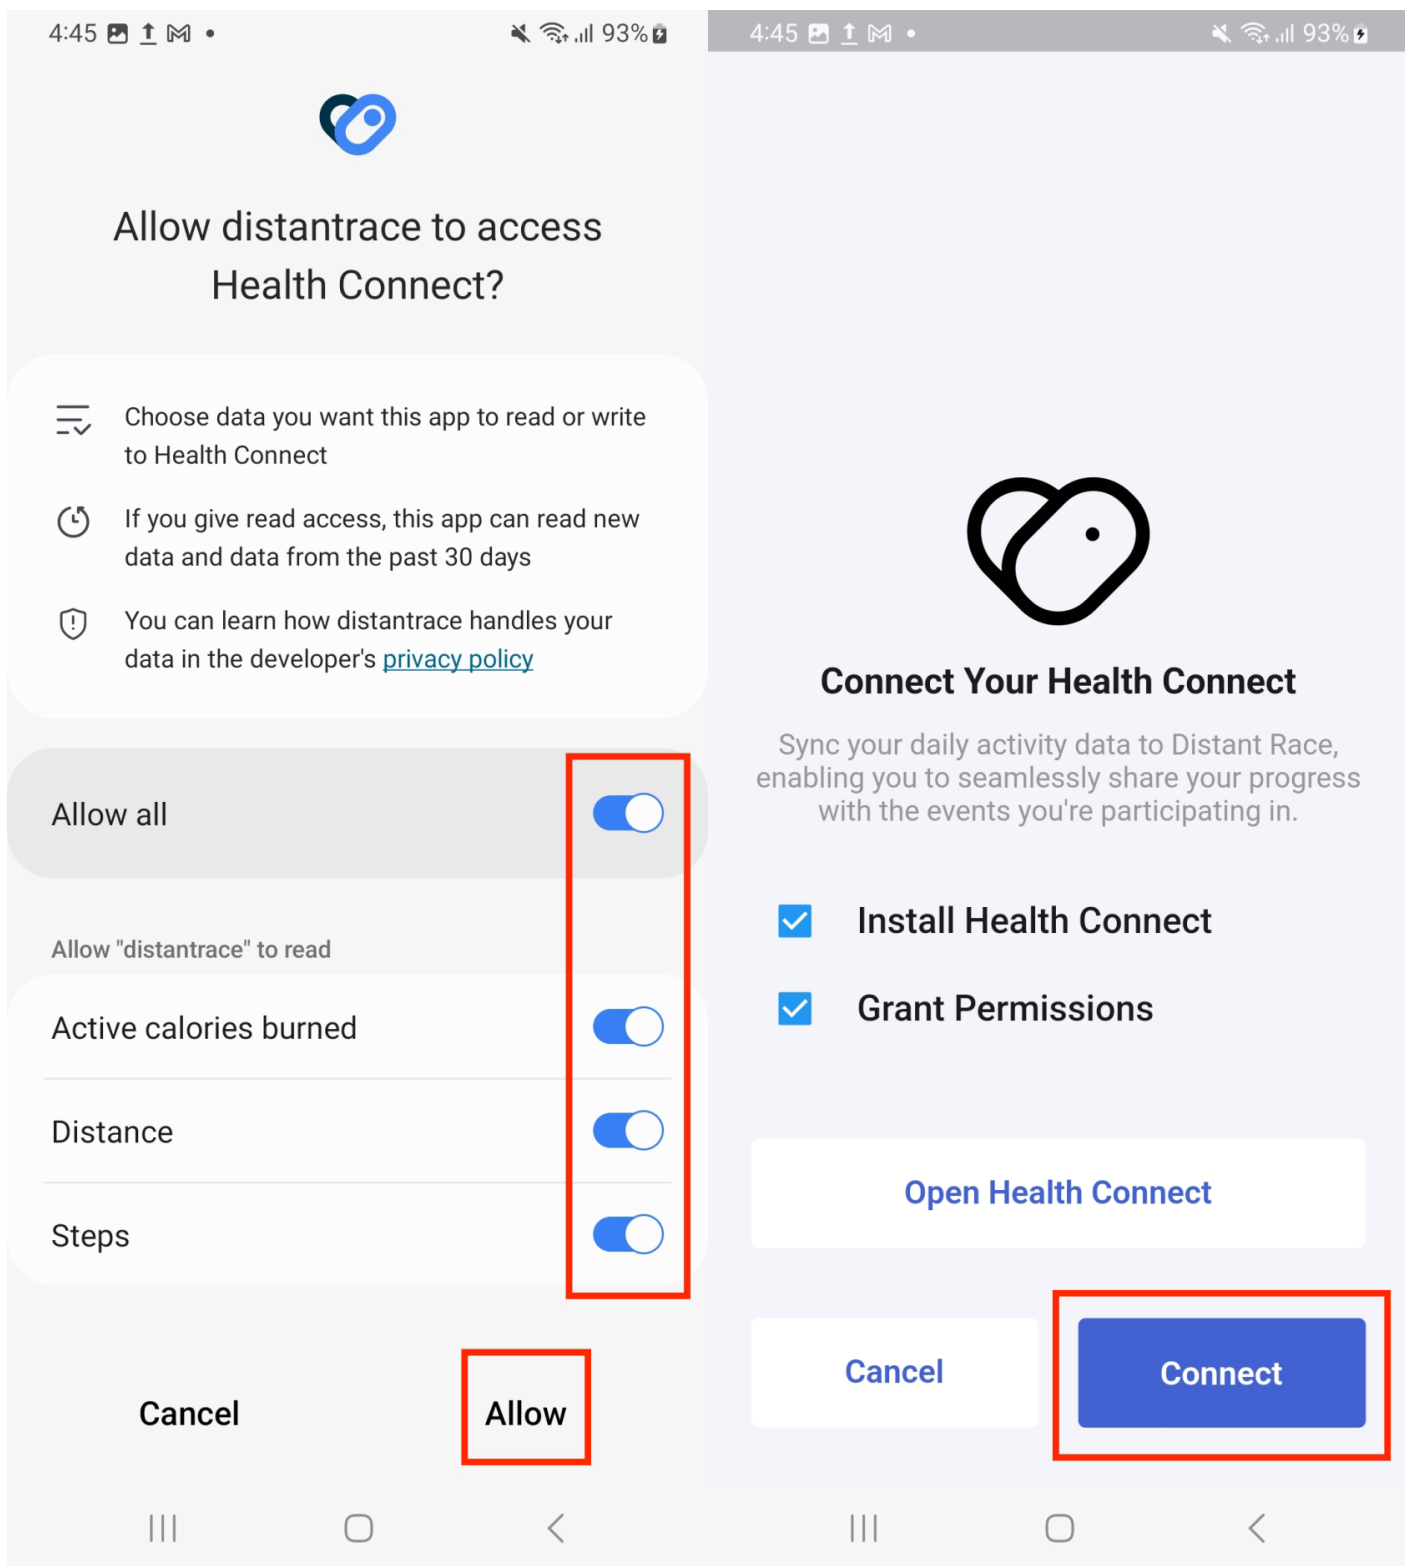 4:45
93%
Allow distantrace to access
Health Connect?
Choose data you want this app to read or write
to Health Connect
If you give read access, this app can read new
data and data from the past 30 days
You can learn how distantrace handles your
data in the developer's privacy policy
Allow all
Allow "distantrace" to read
Active calories burned
Distance
Steps
Cancel
Allow
4:45
93%
Connect Your Health Connect
Sync your daily activity data to Distant Race,
enabling you to seamlessly share your progress
with the events you're participating in.
Install Health Connect
Grant Permissions
Open Health Connect
Cancel
Connect